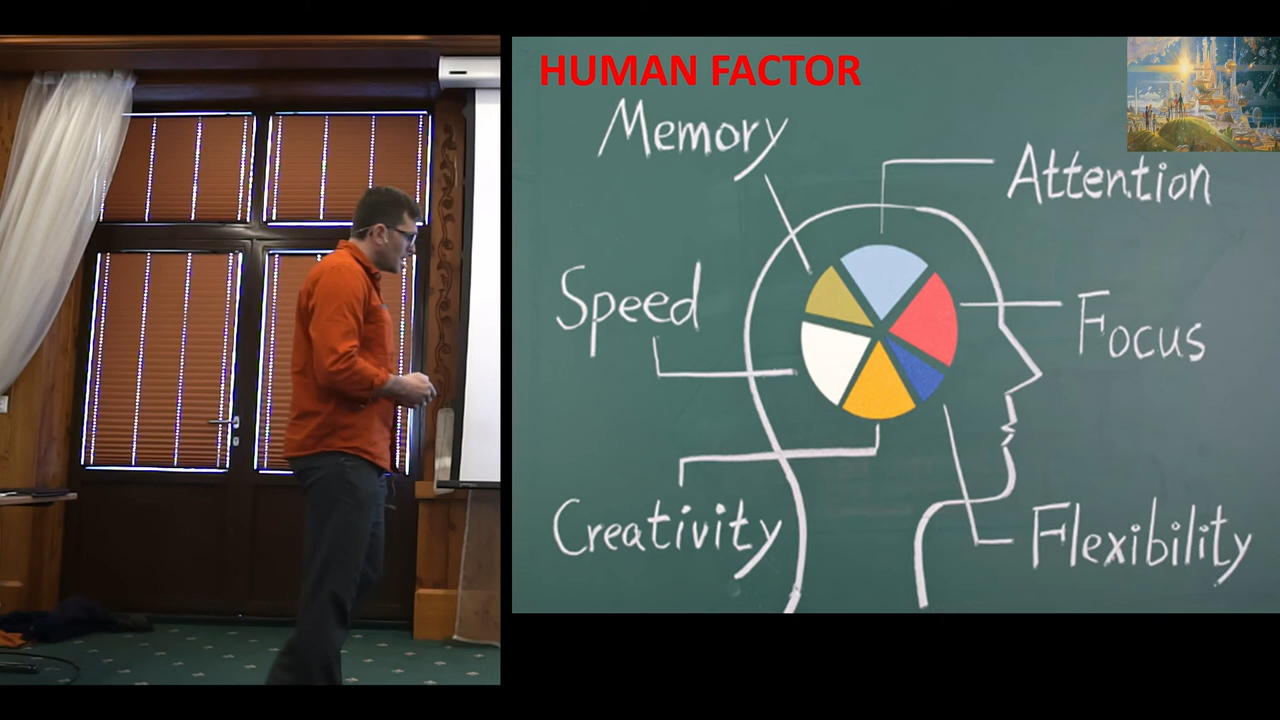 HUMAN FACTOR
Memory
Attention
Speed
Focus
Creativity
Flexibility